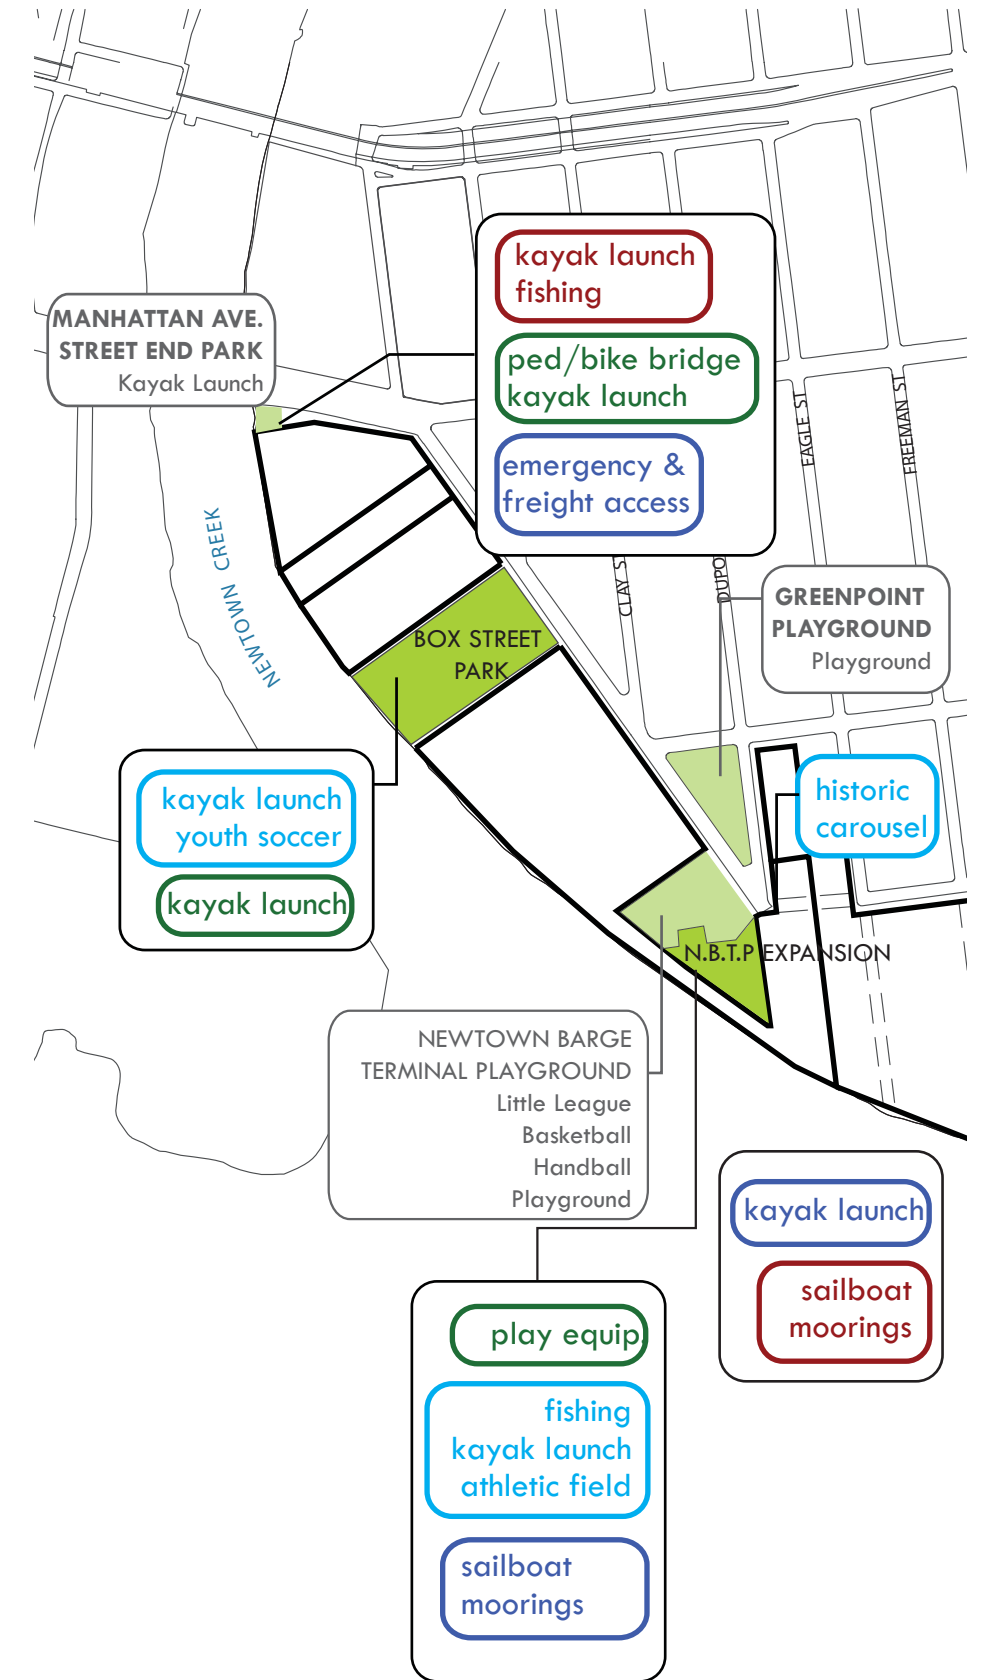 kayak launch
fishing
MANHATTAN AVE.
STREET END PARK
Kayak Launch
ped/bike bridge
kayak launch
emergency &
freight access
EAGLE ST
FREEMAN ST
NEWTOWN CREEK
CLAY S
DUPO
GREENPOINT
PLAYGROUND
Playground
BOX STREET
PARK
kayak launch
youth soccer
kayak launch
historic
carousel
N.B.T.P EXPANSION
NEWTOWN BARGE
TERMINAL PLAYGROUND
Little League
Basketball
Handball
Playground
kayak launch
sailboat
moorings
play equip.
fishing
kayak launch
athletic field
sailboat
moorings